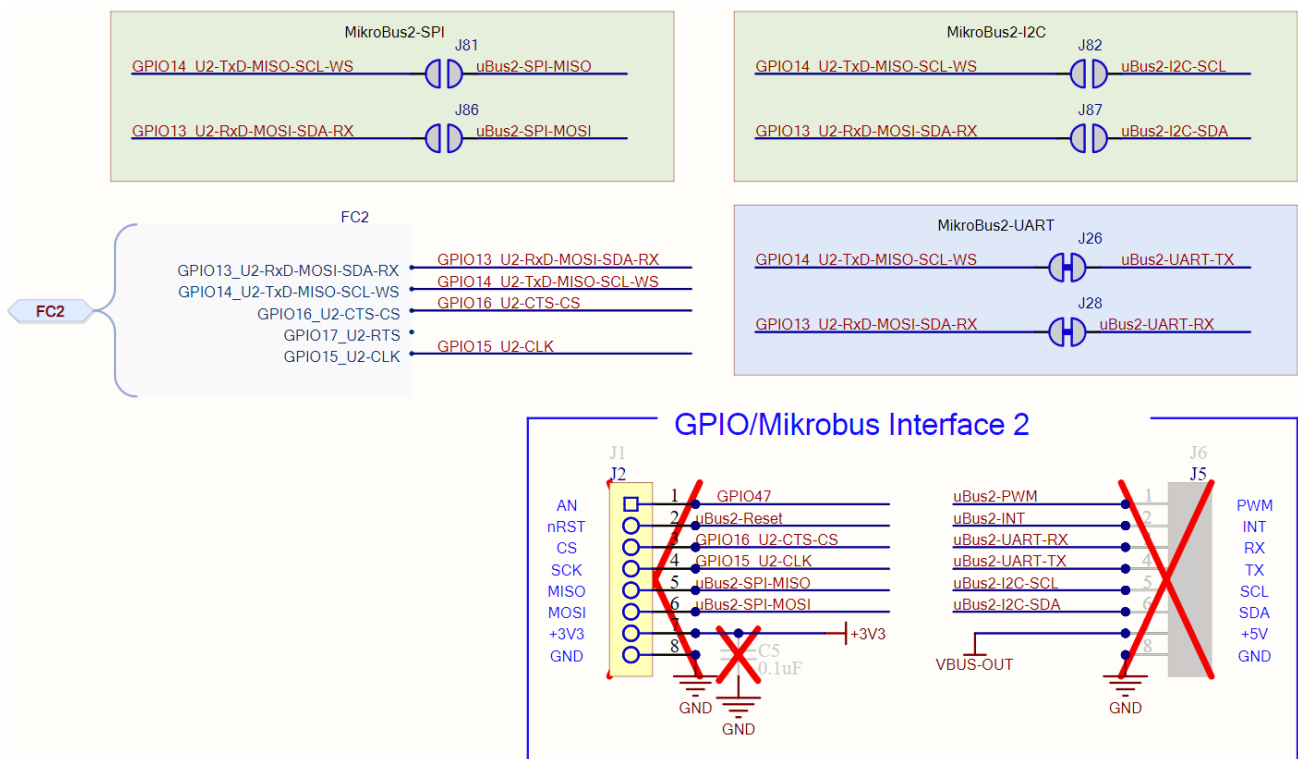 MikroBus2-SPI
J81
GPIO14_U2-TxD-MISO-SCL-WS
uBus2-SPI-MISO
J86
GPIO13_U2-RxD-MOSI-SDA-RX
uBus2-SPI-MOSI
MikroBus2-I2C
J82
GPIO14_U2-TxD-MISO-SCL-WS
uBus2-I2C-SCL
J87
GPIO13_U2-RxD-MOSI-SDA-RX
uBus2-I2C-SDA
FC2
FC2
GPIO13_U2-RxD-MOSI-SDA-RX
GPIO14_U2-TxD-MISO-SCL-WS
GPIO16_U2-CTS-CS
GPIO17_U2-RTS
GPIO15_U2-CLK
GPIO13_U2-RxD-MOSI-SDA-RX
GPIO14_U2-TxD-MISO-SCL-WS
GPIO16_U2-CTS-CS
GPIO15_U2-CLK
MikroBus2-UART
J26
GPIO14_U2-TxD-MISO-SCL-WS
uBus2-UART-TX
J28
GPIO13_U2-RxD-MOSI-SDA-RX
uBus2-UART-RX
GPIO/Mikrobus Interface 2
J1
J2
AN 1 GPIO47
nRST 2 uBus2-Reset
CS 3 GPIO16_U2-CTS-CS
SCK 4 GPIO15_U2-CLK
MISO 5 uBus2-SPI-MISO
MOSI 6 uBus2-SPI-MOSI
+3V3 7 +3V3
GND 8
C5
0.1uF
GND
GND
J6
J5
uBus2-PWM 1 PWM
uBus2-INT 2 INT
uBus2-UART-RX 3 RX
uBus2-UART-TX 4 TX
uBus2-I2C-SCL 5 SCL
uBus2-I2C-SDA 6 SDA
+5V
VBUS-OUT
8 GND
GND